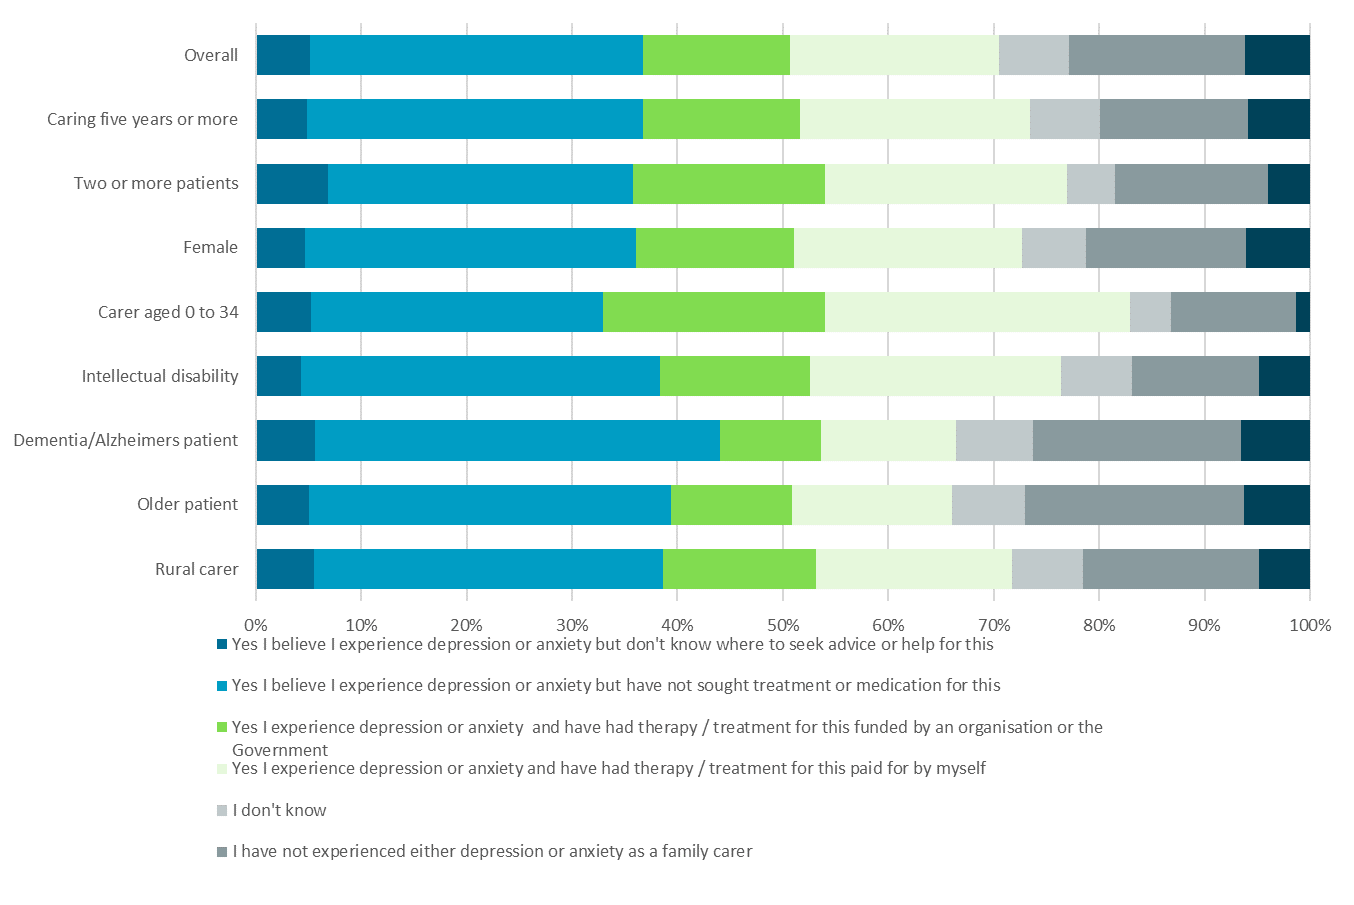 Overall
Caring five years or more
Two or more patients
Female
Carer aged 0 to 34
Intellectual disability
Dementia/Alzheimers patient
Older patient
Rural carer
0% 10% 20% 30% 40% 50% 60% 70% 80% 90% 100%
Yes I believe I experience depression or anxiety but don't know where to seek advice or help for this
Yes I believe I experience depression or anxiety but have not sought treatment or medication for this
Yes I experience depression or anxiety  and have had therapy / treatment for this funded by an organisation or the
Government
Yes I experience depression or anxiety and have had therapy / treatment for this paid for by myself
I don't know
I have not experienced either depression or anxiety as a family carer